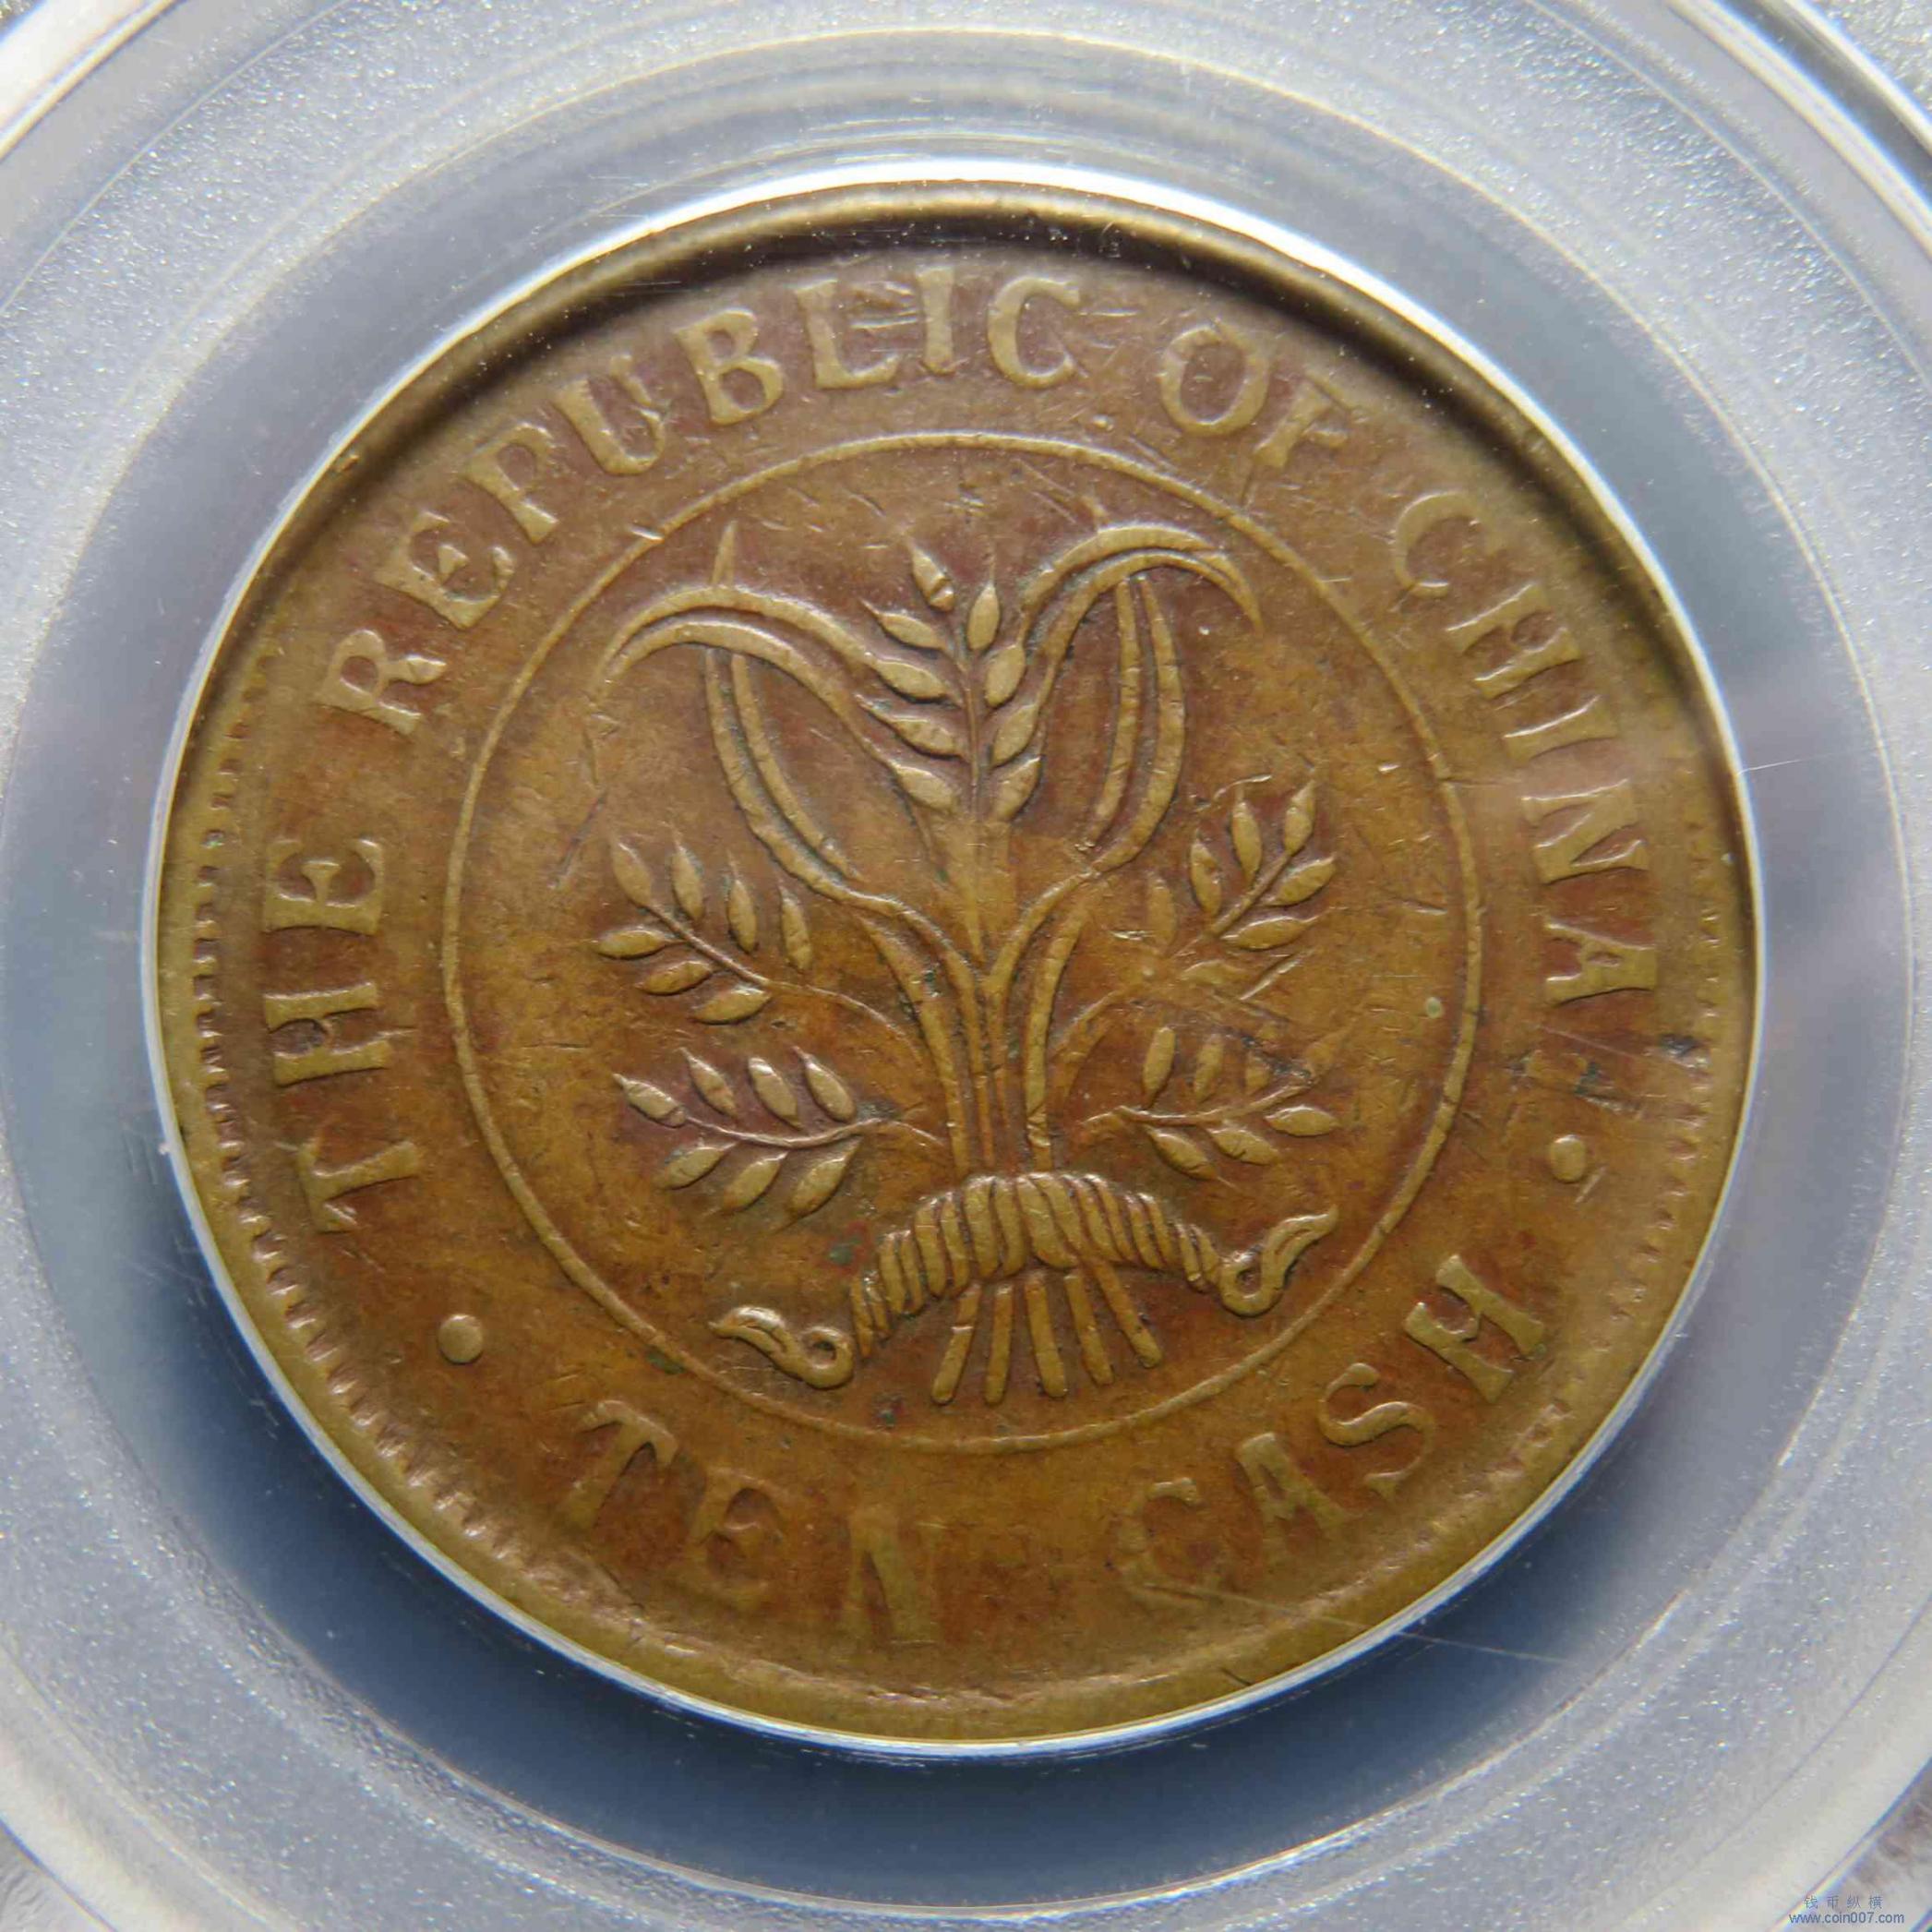 THE REPUBLIC OF CHINA
TEN CASH
钱币纵横
www.coin007.com